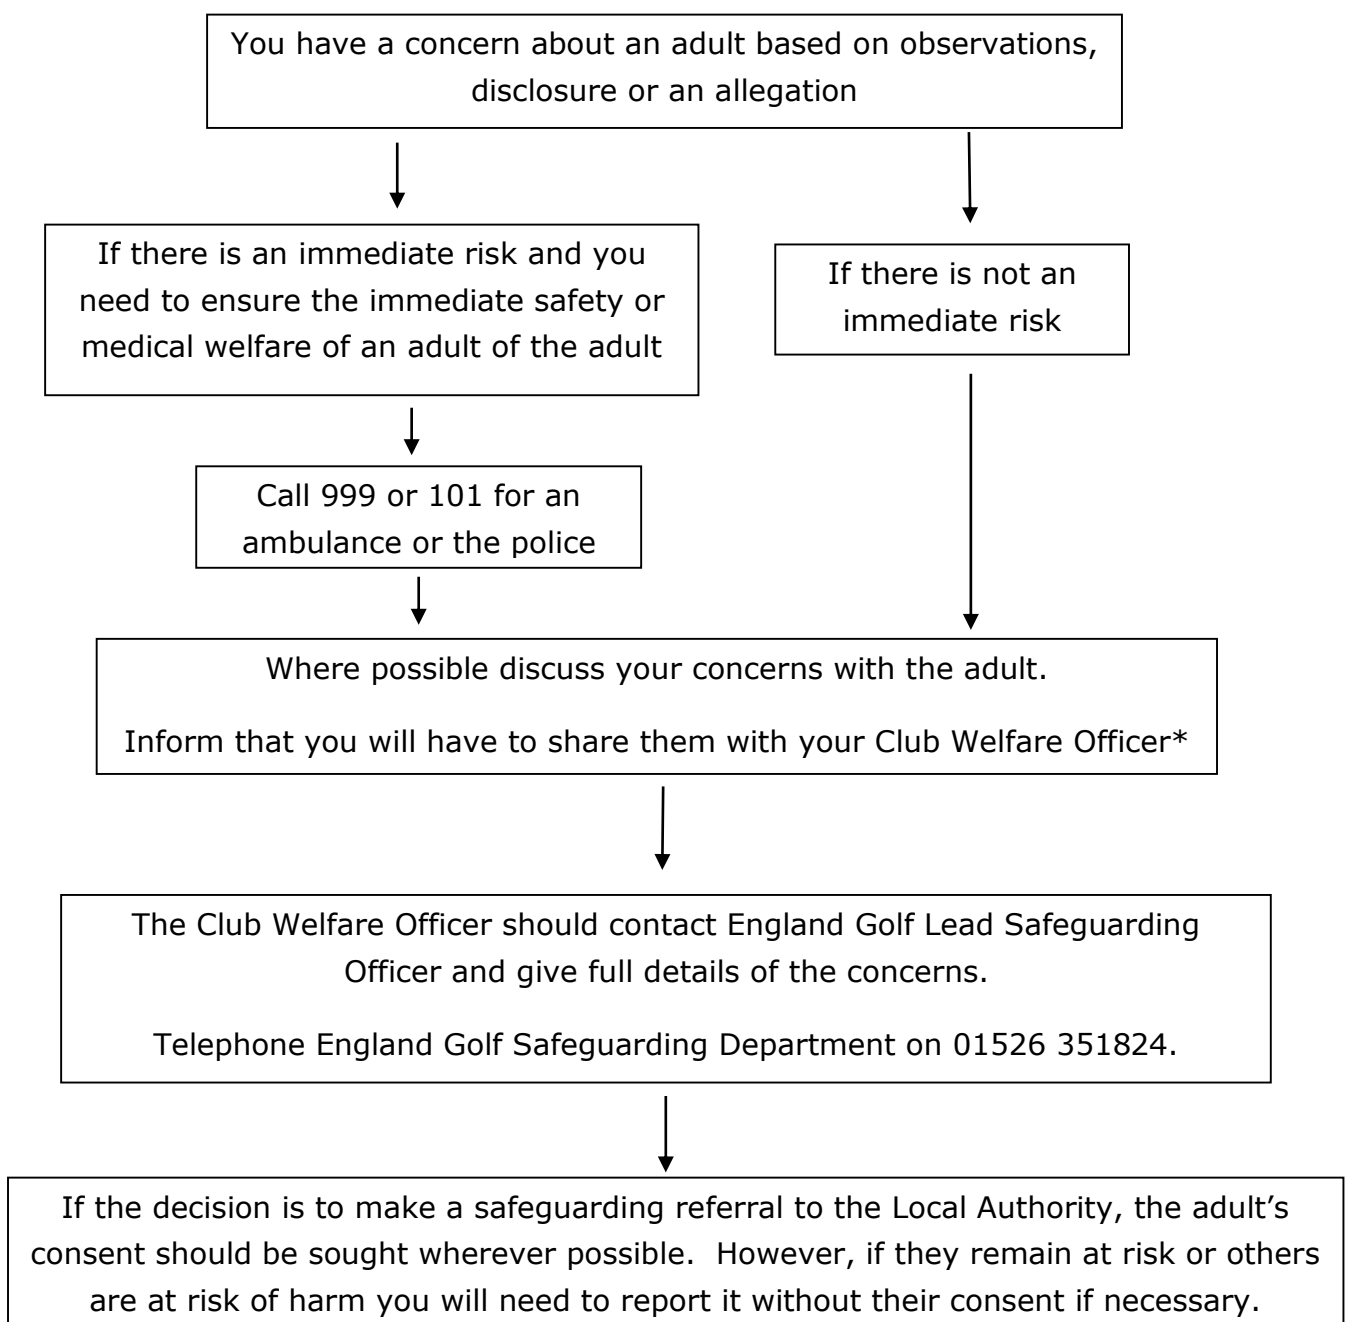 You have a concern about an adult based on observations,
disclosure or an allegation
If there is an immediate risk and you
need to ensure the immediate safety or
medical welfare of an adult of the adult
If there is not an
immediate risk
Call 999 or 101 for an
ambulance or the police
Where possible discuss your concerns with the adult.
Inform that you will have to share them with your Club Welfare Officer*
The Club Welfare Officer should contact England Golf Lead Safeguarding
Officer and give full details of the concerns.
Telephone England Golf Safeguarding Department on 01526 351824.
If the decision is to make a safeguarding referral to the Local Authority, the adult’s
consent should be sought wherever possible.  However, if they remain at risk or others
are at risk of harm you will need to report it without their consent if necessary.